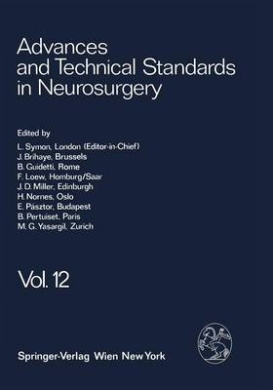 Advances
and Technical Standards
in Neurosurgery
Edited by
L. Symon, London (Editor-in-Chief)
J. Brihaye, Brussels
B. Guidetti, Rome
F. Loew, Homburg/Saar
J. D. Miller, Edinburgh
H. Nornes, Oslo
E. Pásztor, Budapest
B. Pertuiset, Paris
M. G. Yasargil, Zurich
Vol. 12
Springer-Verlag Wien New York